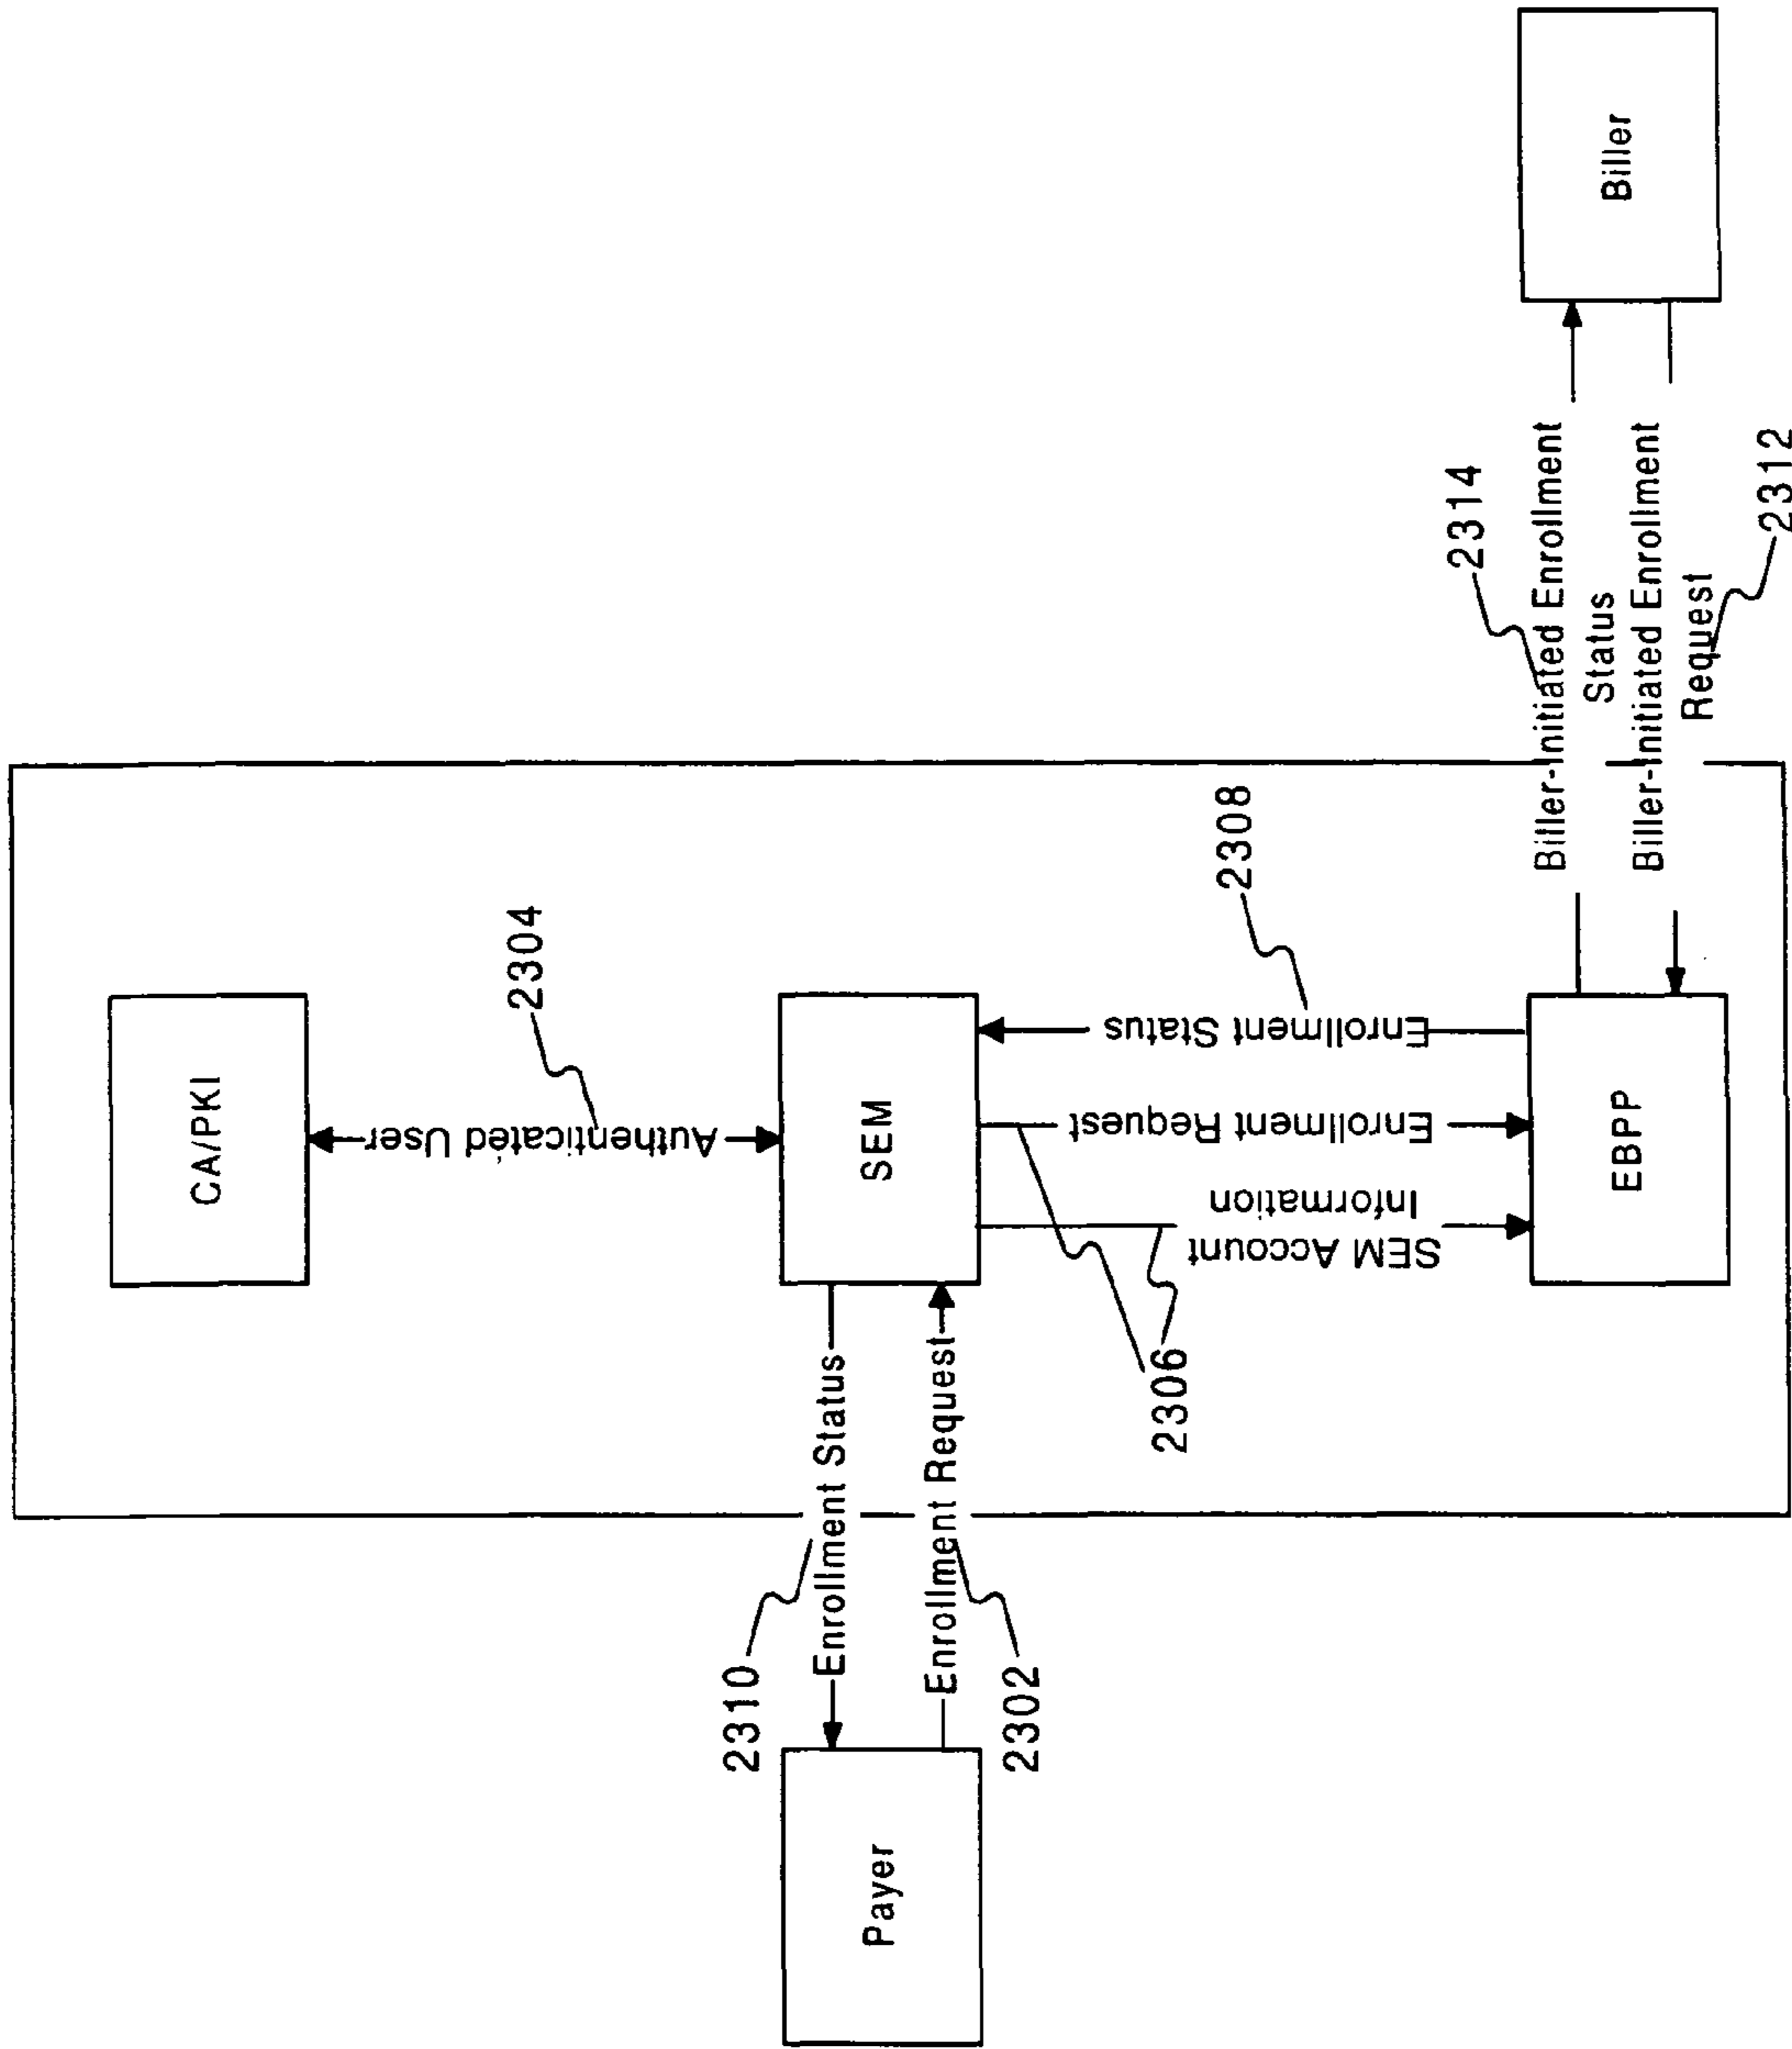 CA/PKI
2304
Authenticated User
2310
Enrollment Status
SEM
Payer
Enrollment Request
2302
2306
SEM Account
Information
Enrollment Request
Enrollment Status
2308
2314
Biller-Initiated Enrollment
Status
Biller-Initiated Enrollment
Request
2312
EBPP
Biller